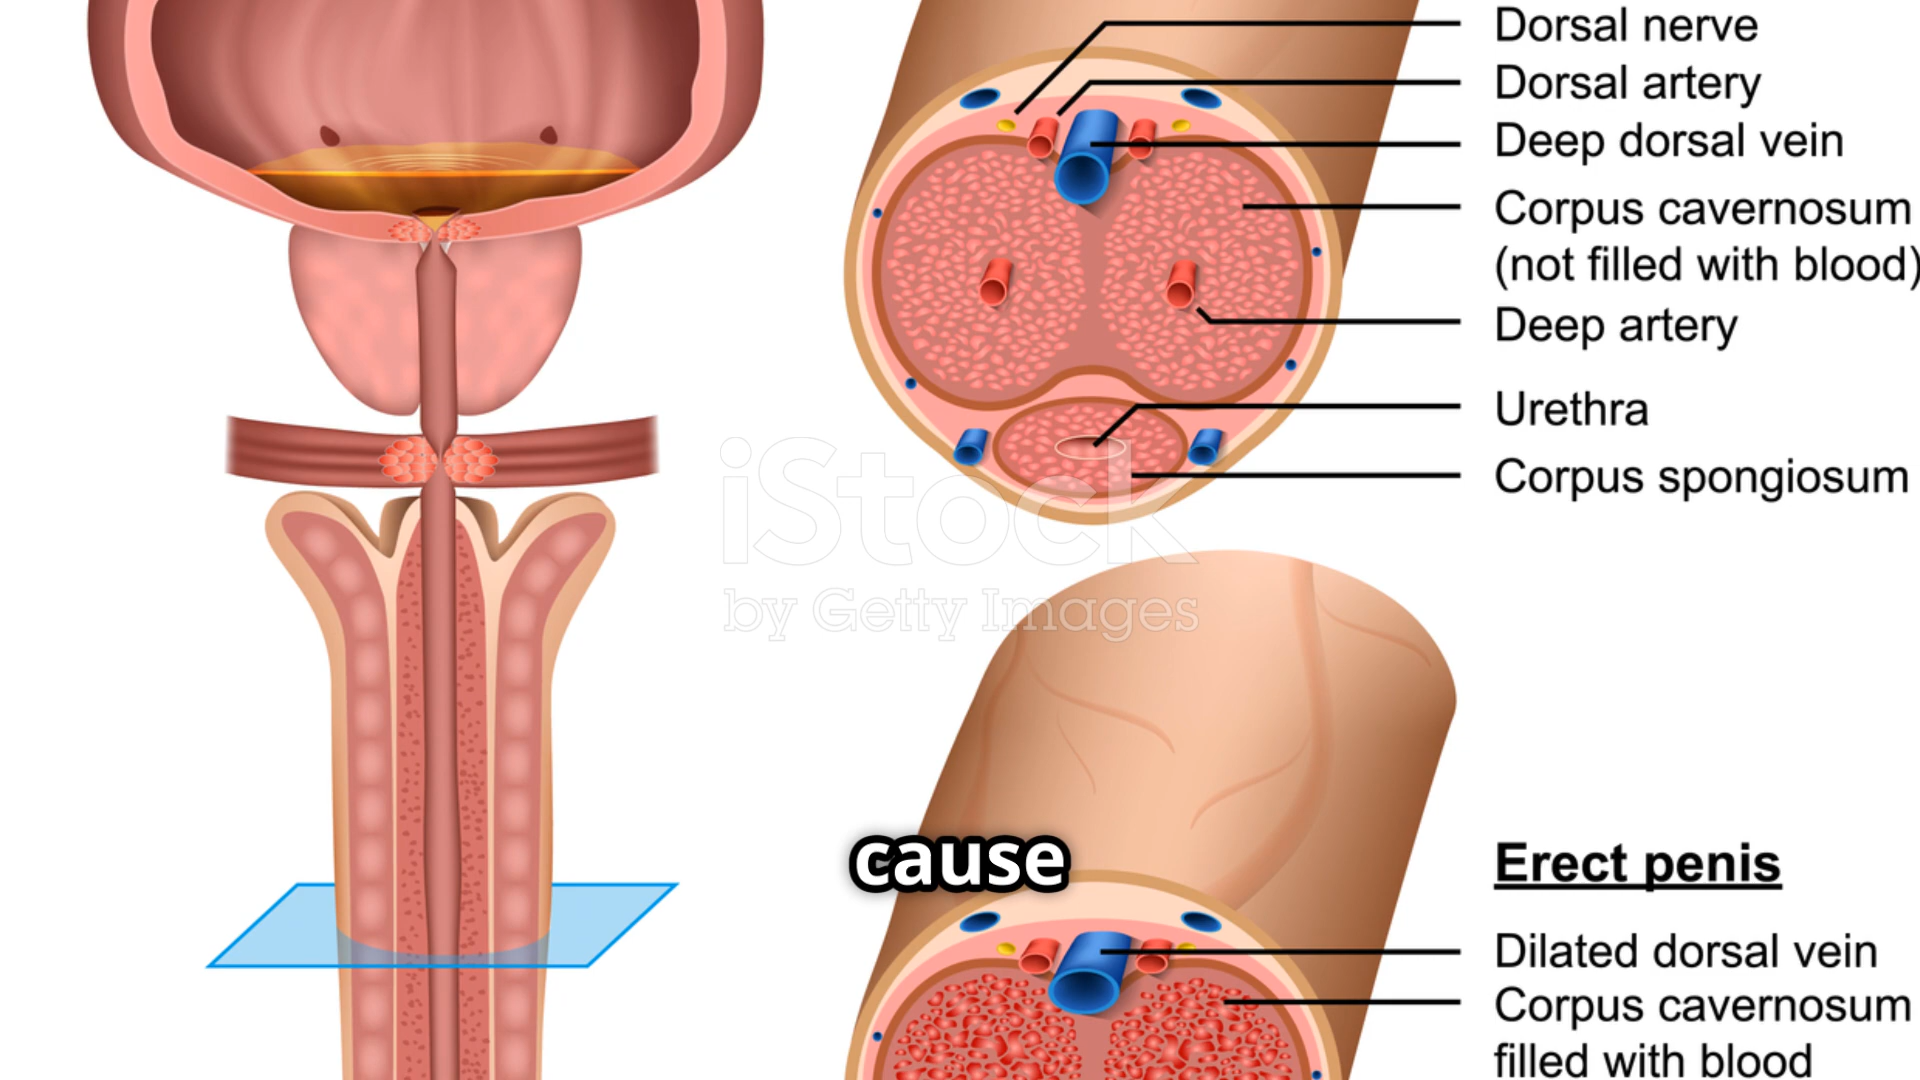 Dorsal nerve
Dorsal artery
Deep dorsal vein
Corpus cavernosum
(not filled with blood)
Deep artery
Urethra
Corpus spongiosum
iStock
by Getty Images
cause
Erect penis
Dilated dorsal vein
Corpus cavernosum
filled with blood